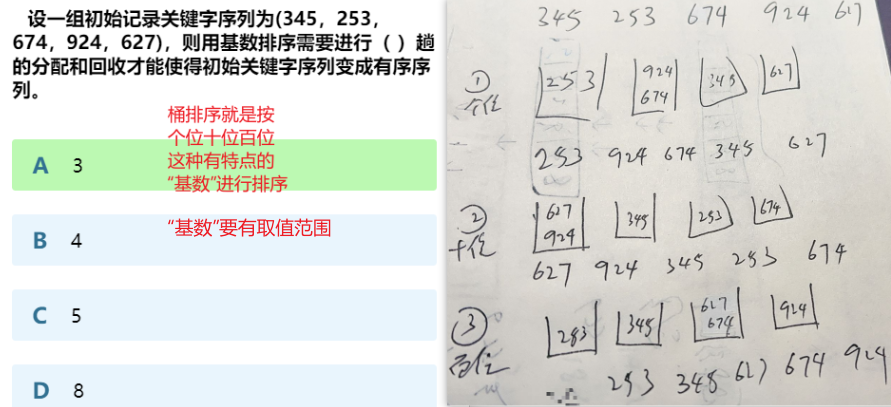 设一组初始记录关键字序列为(345，253，
674，924，627)，则用基数排序需要进行（ ）趟
的分配和回收才能使得初始关键字序列变成有序序
列。
桶排序就是按
个位十位百位
这种有特点的
“基数”进行排序
A 3
“基数”要有取值范围
B 4
C 5
D 8
345 253 674 924 627
① 个位
253 924 345 627
674
253 924 674 345 627
② 十位
627 345 253 674
924
627 924 345 253 674
③ 百位
253 345 627 924
674
253 345 627 674 924